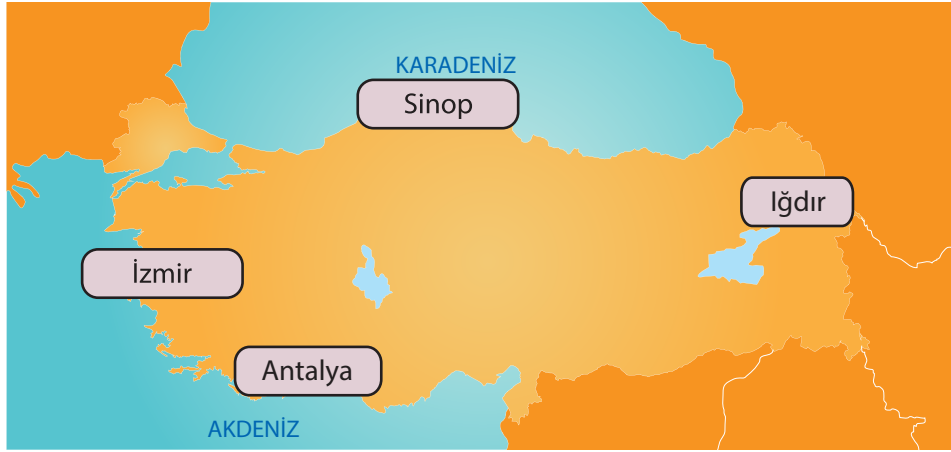 KARADENİZ
Sinop
Iğdır
İzmir
Antalya
AKDENİZ